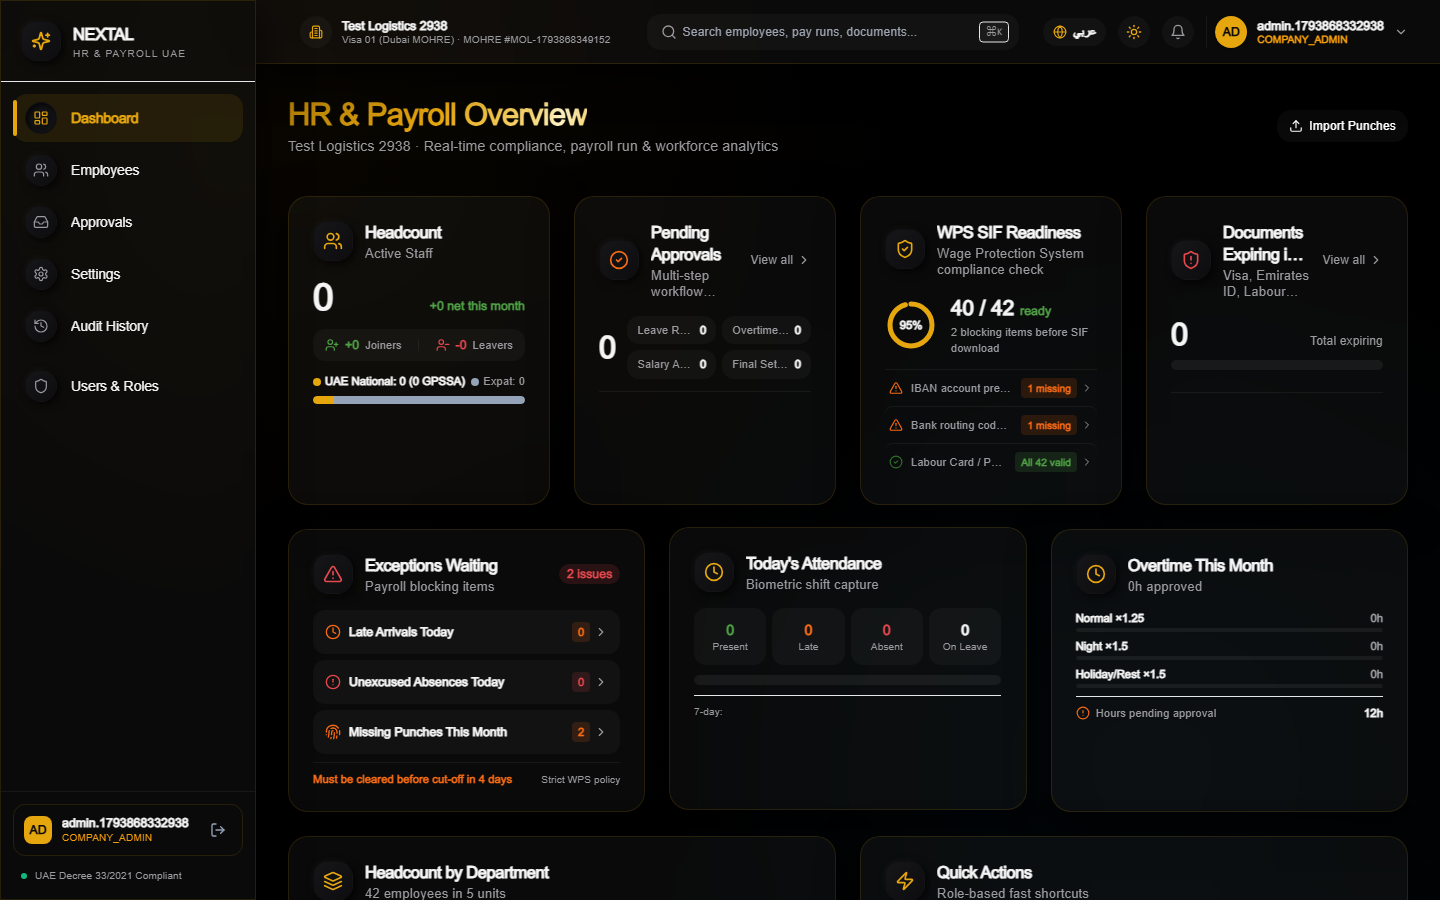 NEXTAL
HR & PAYROLL UAE
Test Logistics 2938
Visa 01 (Dubai MOHRE) · MOHRE #MOL-1793868349152
Search employees, pay runs, documents...
⌘K
عربي
AD
admin.1793868332938
COMPANY_ADMIN
Dashboard
Employees
Approvals
Settings
Audit History
Users & Roles
AD
admin.1793868332938
COMPANY_ADMIN
UAE Decree 33/2021 Compliant
HR & Payroll Overview
Test Logistics 2938 · Real-time compliance, payroll run & workforce analytics
Import Punches
Headcount
Active Staff
0
+0 net this month
+0 Joiners
-0 Leavers
UAE National: 0 (0 GPSSA)
Expat: 0
Pending
Approvals
Multi-step
workflow...
View all
0
Leave R... 0
Overtime... 0
Salary A... 0
Final Set... 0
WPS SIF Readiness
Wage Protection System
compliance check
95%
40 / 42 ready
2 blocking items before SIF
download
IBAN account pre... 1 missing
Bank routing cod... 1 missing
Labour Card / P... All 42 valid
Documents
Expiring i...
Visa, Emirates
ID, Labour...
View all
0
Total expiring
Exceptions Waiting
Payroll blocking items
2 issues
Late Arrivals Today 0
Unexcused Absences Today 0
Missing Punches This Month 2
Must be cleared before cut-off in 4 days
Strict WPS policy
Today's Attendance
Biometric shift capture
0
Present
0
Late
0
Absent
0
On Leave
7-day:
Overtime This Month
0h approved
Normal ×1.25 0h
Night ×1.5 0h
Holiday/Rest ×1.5 0h
Hours pending approval 12h
Headcount by Department
42 employees in 5 units
Quick Actions
Role-based fast shortcuts